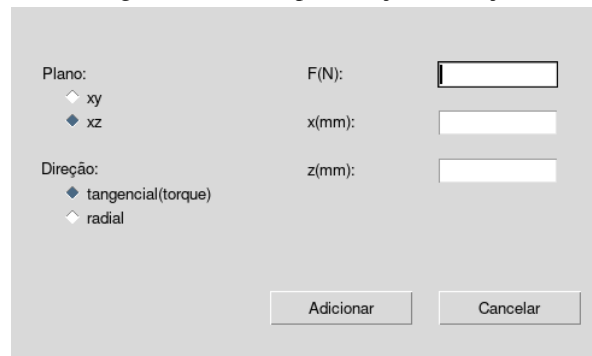 Plano:
xy
xz
Direção:
tangencial(torque)
radial
F(N):
x(mm):
z(mm):
Adicionar
Cancelar